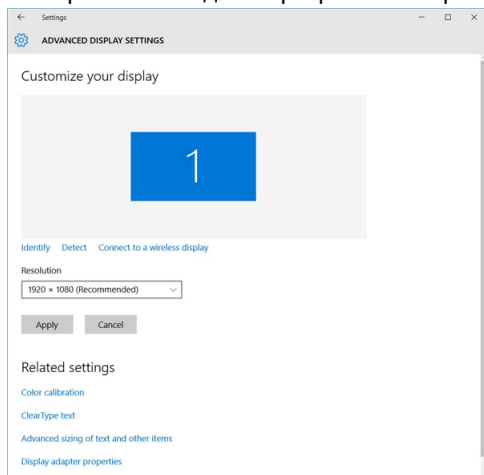 Settings
ADVANCED DISPLAY SETTINGS
Customize your display
1
Identify Detect Connect to a wireless display
Resolution
1920 × 1080 (Recommended)
Apply Cancel
Related settings
Color calibration
ClearType text
Advanced sizing of text and other items
Display adapter properties